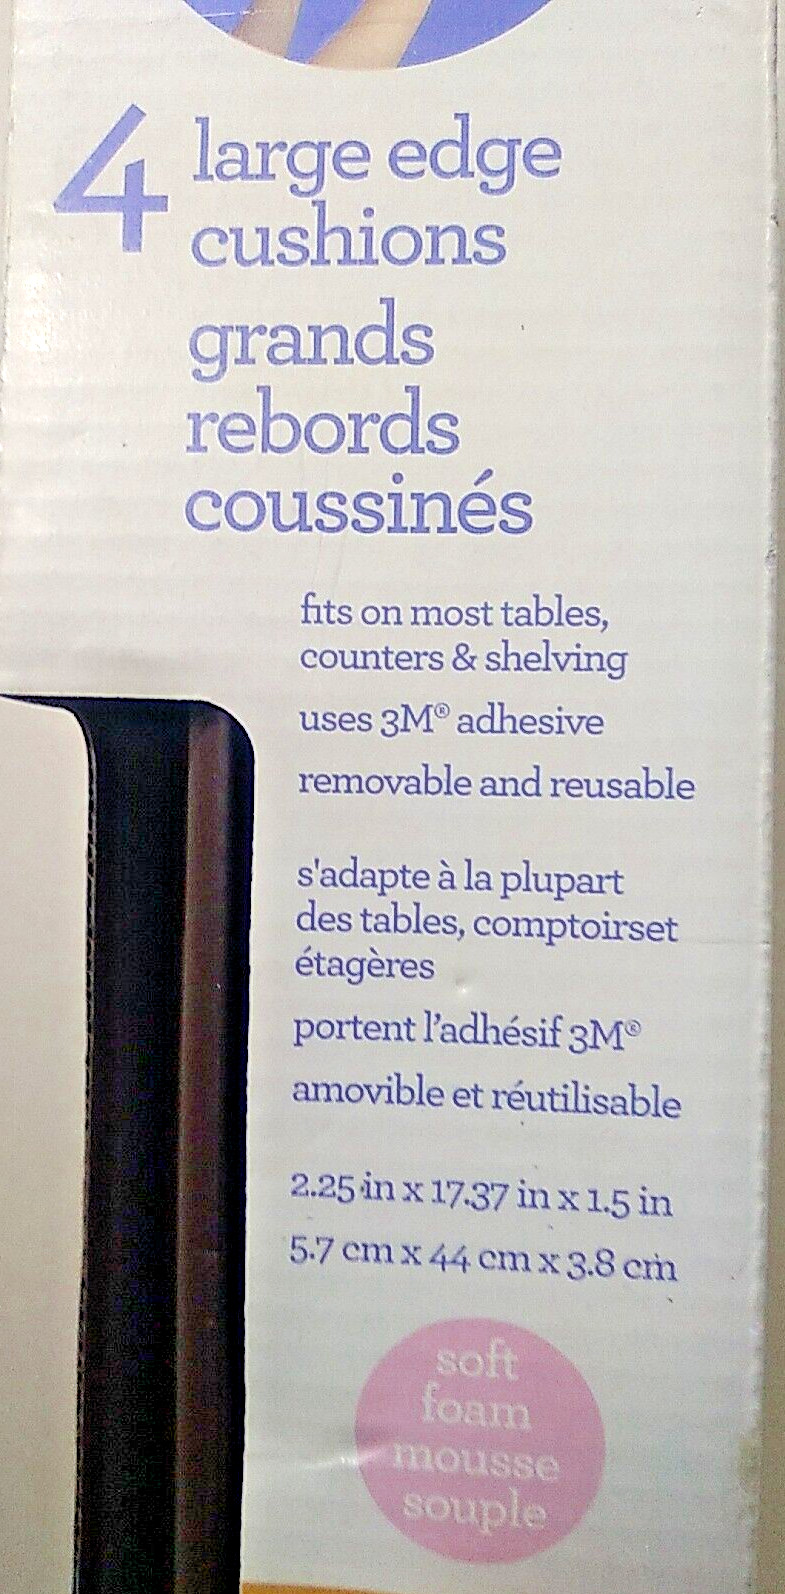 4 large edge
cushions
grands
rebords
coussinés
fits on most tables,
counters & shelving
uses 3M® adhesive
removable and reusable
s'adapte à la plupart
des tables, comptoirset
étagères
portent l'adhésif 3M®
amovible et réutilisable
2.25 in x 17.37 in x 1.5 in
5.7 cm x 44 cm x 3.8 cm
soft
foam
mousse
souple